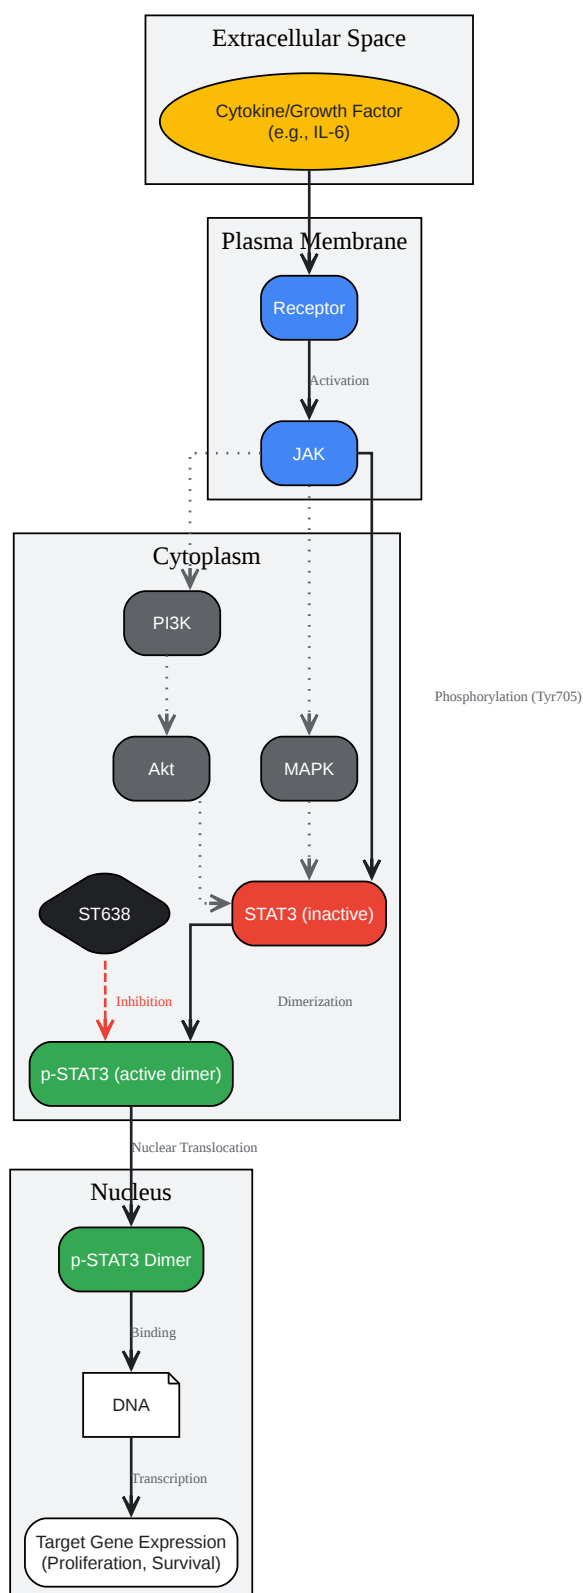 Extracellular Space
Cytokine/Growth Factor
(e.g., IL-6)
Plasma Membrane
Receptor
Activation
JAK
Cytoplasm
PI3K
Phosphorylation (Tyr705)
Akt
MAPK
ST638
STAT3 (inactive)
Inhibition
Dimerization
p-STAT3 (active dimer)
Nuclear Translocation
Nucleus
p-STAT3 Dimer
Binding
DNA
Transcription
Target Gene Expression
(Proliferation, Survival)